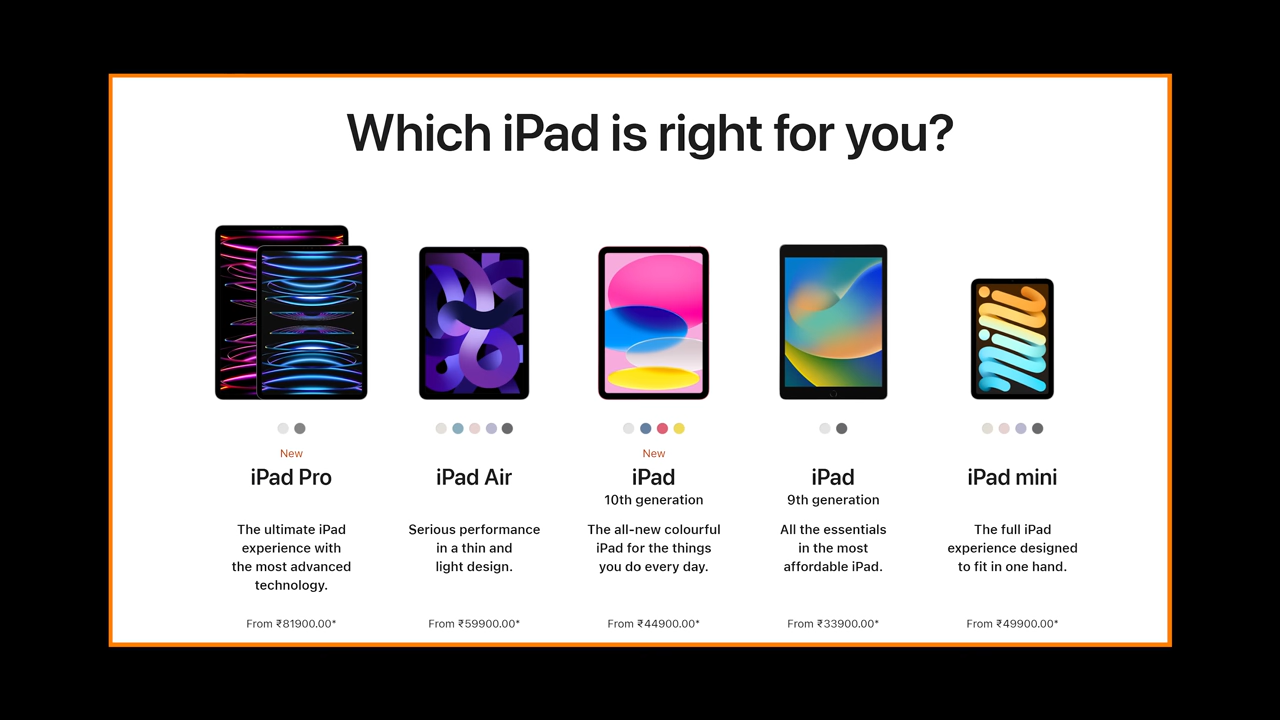 Which iPad is right for you?
New
iPad Pro
The ultimate iPad
experience with
the most advanced
technology.
From ₹81900.00*
iPad Air
Serious performance
in a thin and
light design.
From ₹59900.00*
New
iPad
10th generation
The all-new colourful
iPad for the things
you do every day.
From ₹44900.00*
iPad
9th generation
All the essentials
in the most
affordable iPad.
From ₹33900.00*
mini
iPad mini
The full iPad
experience designed
to fit in one hand.
From ₹49900.00*